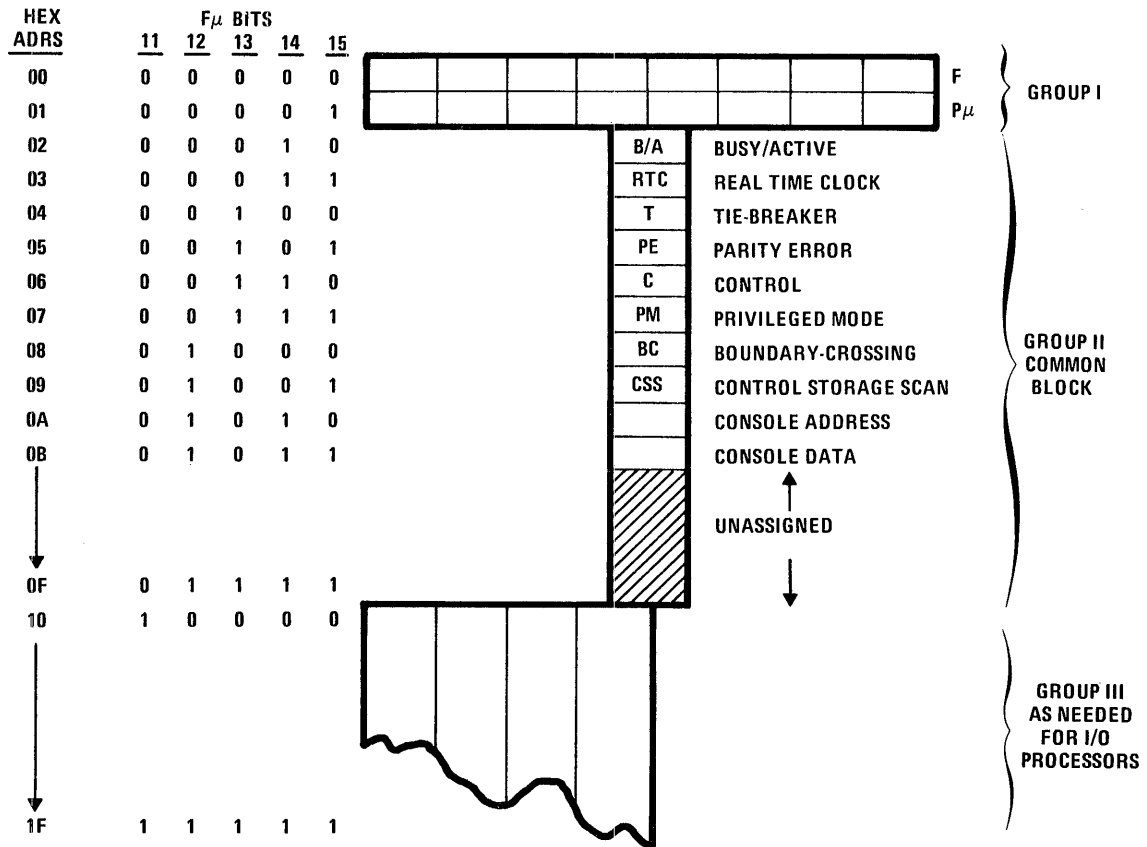 HEX Fμ BITS
ADRS 11 12 13 14 15
00 0 0 0 0 0 F
01 0 0 0 0 1 Pμ
GROUP I
02 0 0 0 1 0 B/A BUSY/ACTIVE
03 0 0 0 1 1 RTC REAL TIME CLOCK
04 0 0 1 0 0 T TIE-BREAKER
05 0 0 1 0 1 PE PARITY ERROR
06 0 0 1 1 0 C CONTROL
07 0 0 1 1 1 PM PRIVILEGED MODE
08 0 1 0 0 0 BC BOUNDARY-CROSSING
09 0 1 0 0 1 CSS CONTROL STORAGE SCAN
0A 0 1 0 1 0 CONSOLE ADDRESS
0B 0 1 0 1 1 CONSOLE DATA
GROUP II
COMMON
BLOCK
UNASSIGNED
0F 0 1 1 1 1
10 1 0 0 0 0
GROUP III
AS NEEDED
FOR I/O
PROCESSORS
1F 1 1 1 1 1